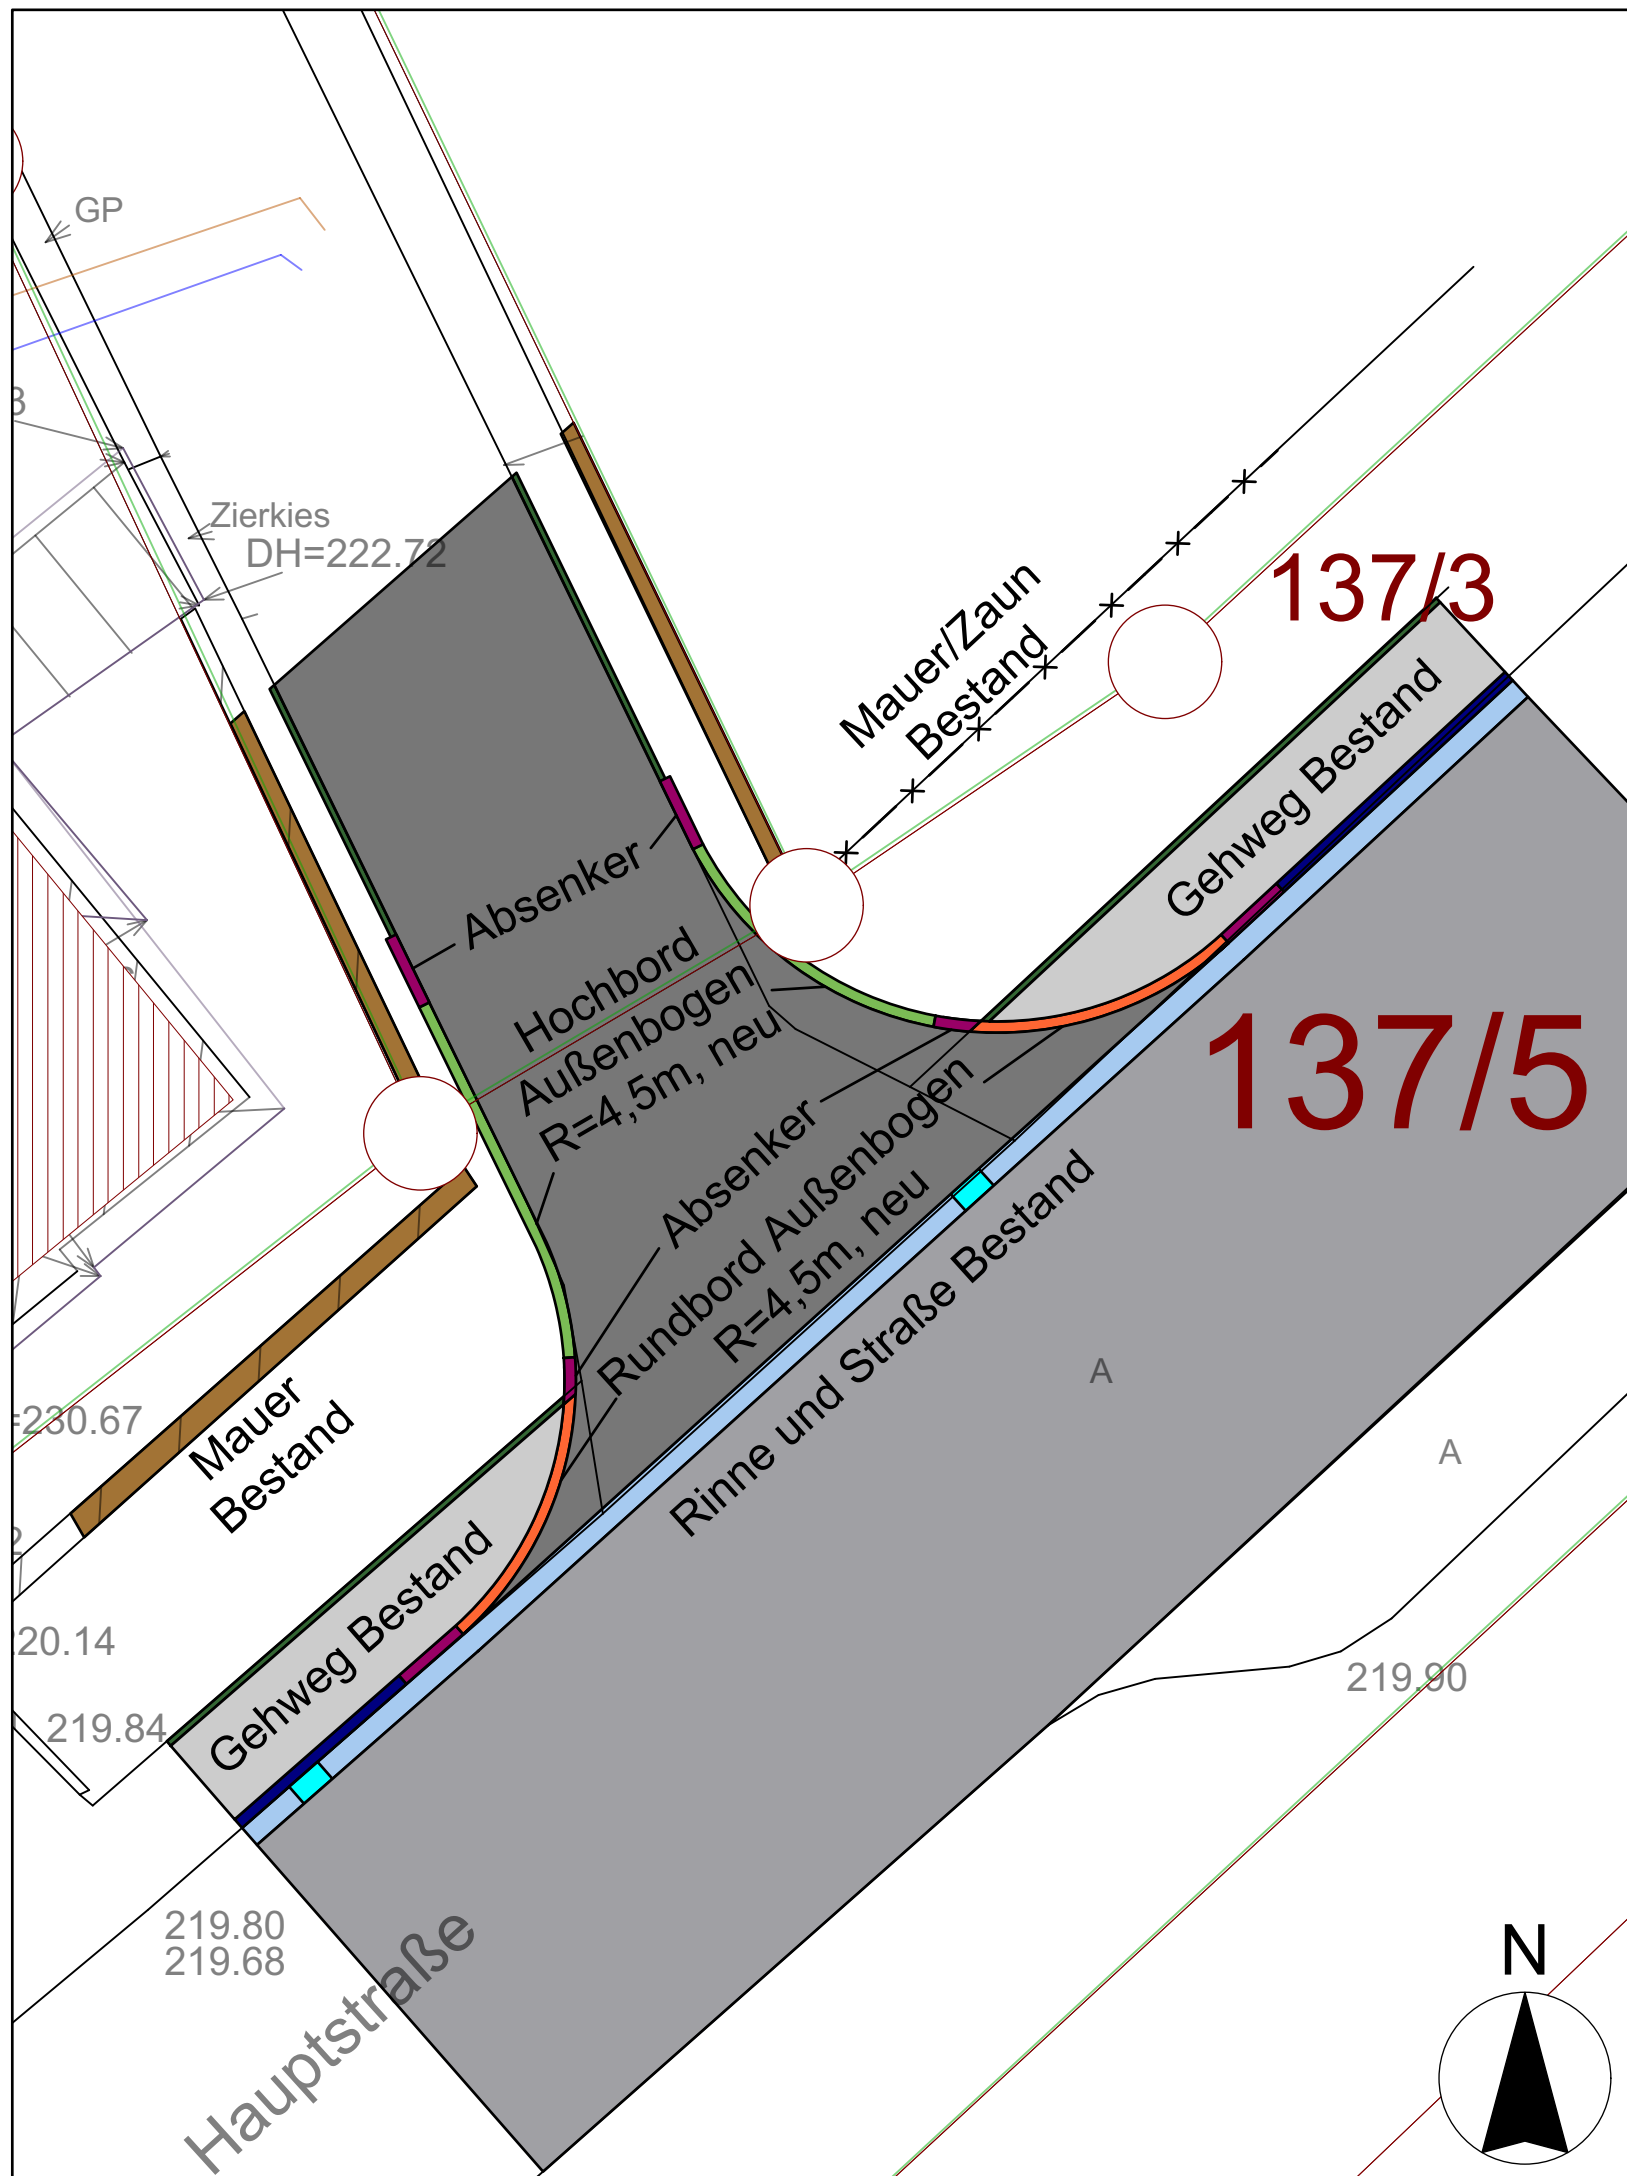 GP
Zierkies
DH=222.72
137/3
Mauer/Zaun
Bestand
Gehweg Bestand
Absenker
Hochbord
Außenbogen
R=4,5m, neu
137/5
Absenker
Rundbord Außenbogen
R=4,5m, neu
Rinne und Straße Bestand
A
A
=230.67
Mauer
Bestand
Gehweg Bestand
20.14
219.84
219.90
219.80
219.68
Hauptstraße
N